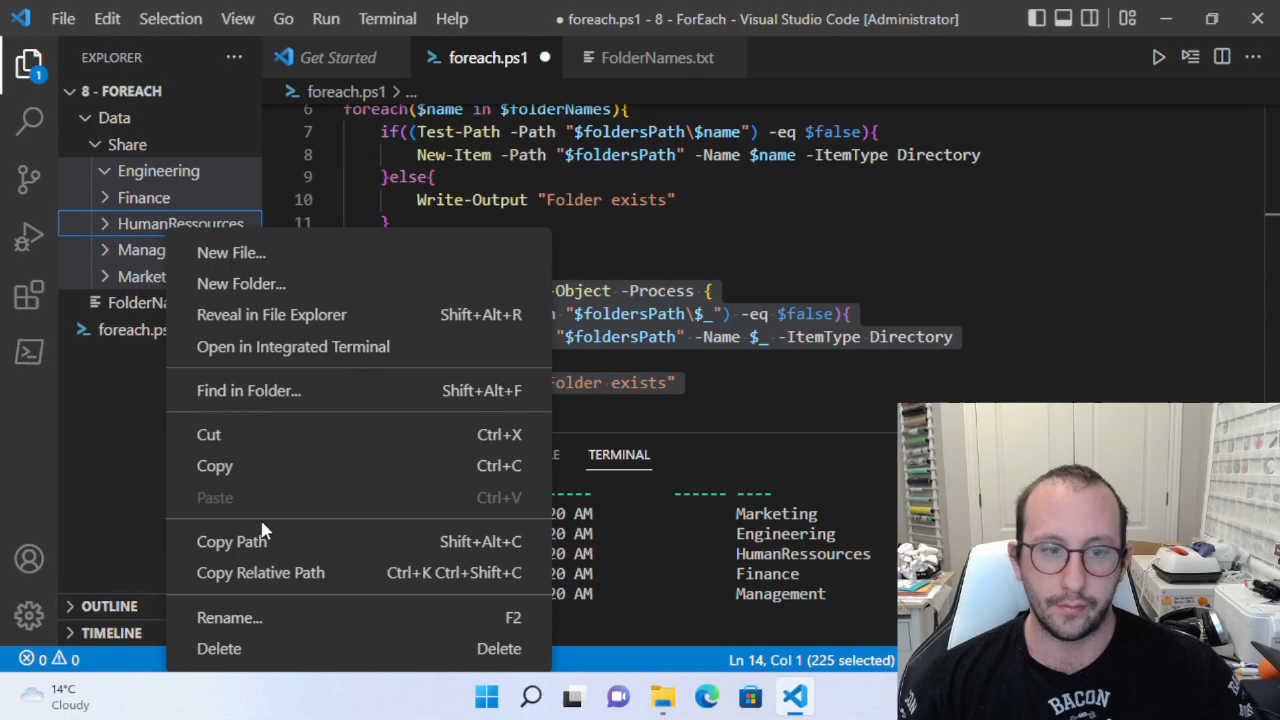 File Edit Selection View Go Run Terminal Help ● foreach.ps1 - 8 - ForEach - Visual Studio Code [Administrator]
EXPLORER ... Get Started foreach.ps1 ● FolderNames.txt
1
8 - FOREACH
foreach.ps1 > ...
Data
Share
Engineering
Finance
HumanRessources
Manag
Market
FolderNa
foreach.ps
6 foreach($name in $folderNames){
7 if((Test-Path -Path "$foldersPath\$name") -eq $false){
8 New-Item -Path "$foldersPath" -Name $name -ItemType Directory
9 }else{
10 Write-Output "Folder exists"
11 }
-Object -Process {
"$foldersPath\$_") -eq $false){
"$foldersPath" -Name $_ -ItemType Directory
Folder exists"
New File...
New Folder...
Reveal in File Explorer Shift+Alt+R
Open in Integrated Terminal
Find in Folder... Shift+Alt+F
Cut Ctrl+X
Copy Ctrl+C
Paste Ctrl+V
Copy Path Shift+Alt+C
Copy Relative Path Ctrl+K Ctrl+Shift+C
Rename... F2
Delete Delete
TERMINAL
----- ------ ----
20 AM Marketing
20 AM Engineering
20 AM HumanRessources
20 AM Finance
20 AM Management
OUTLINE
TIMELINE
0 0
Ln 14, Col 1 (225 selected)
14°C
Cloudy
BACON